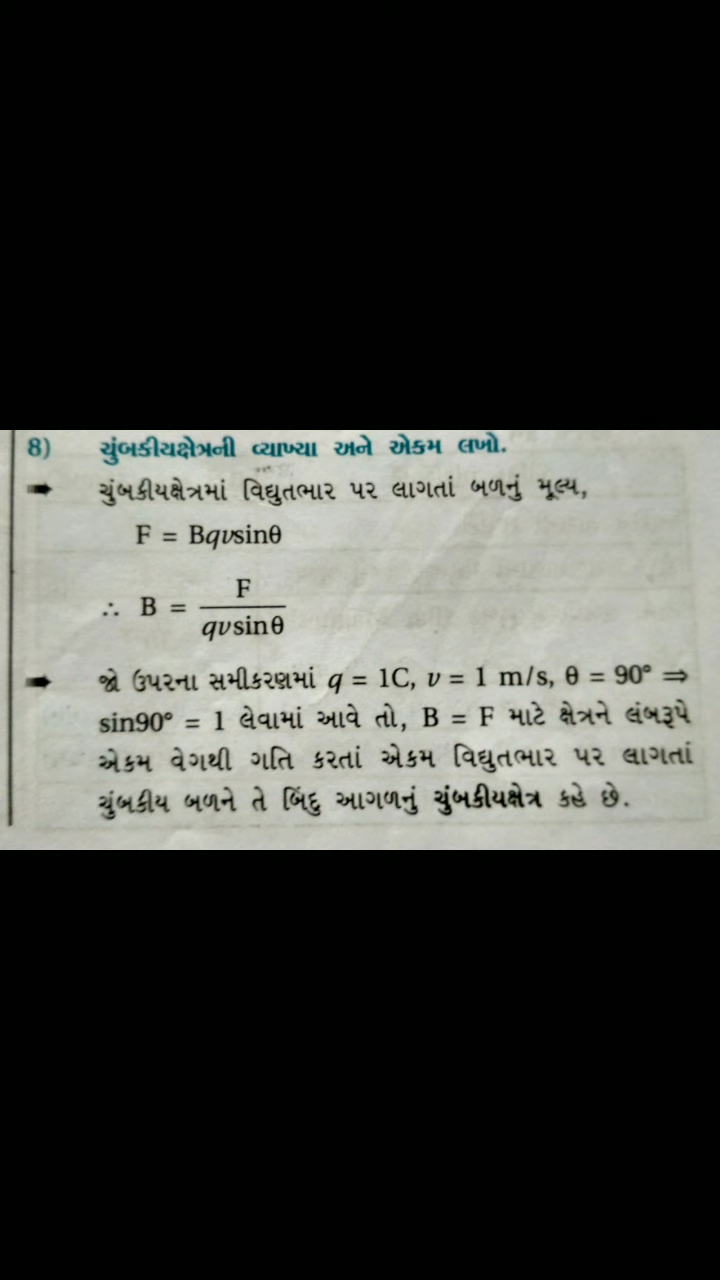 8) ચુંબકીયક્ષેત્રની વ્યાખ્યા અને એકમ લખો.
➡ ચુંબકીયક્ષેત્રમાં વિદ્યુતભાર પર લાગતાં બળનું મૂલ્ય,
F = Bqvsinθ
∴ B = F / qvsinθ
➡ જો ઉપરના સમીકરણમાં q = 1C, v = 1 m/s, θ = 90° ⇒
sin90° = 1 લેવામાં આવે તો, B = F માટે ક્ષેત્રને લંબરૂપે
એકમ વેગથી ગતિ કરતાં એકમ વિદ્યુતભાર પર લાગતાં
ચુંબકીય બળને તે બિંદુ આગળનું ચુંબકીયક્ષેત્ર કહે છે.